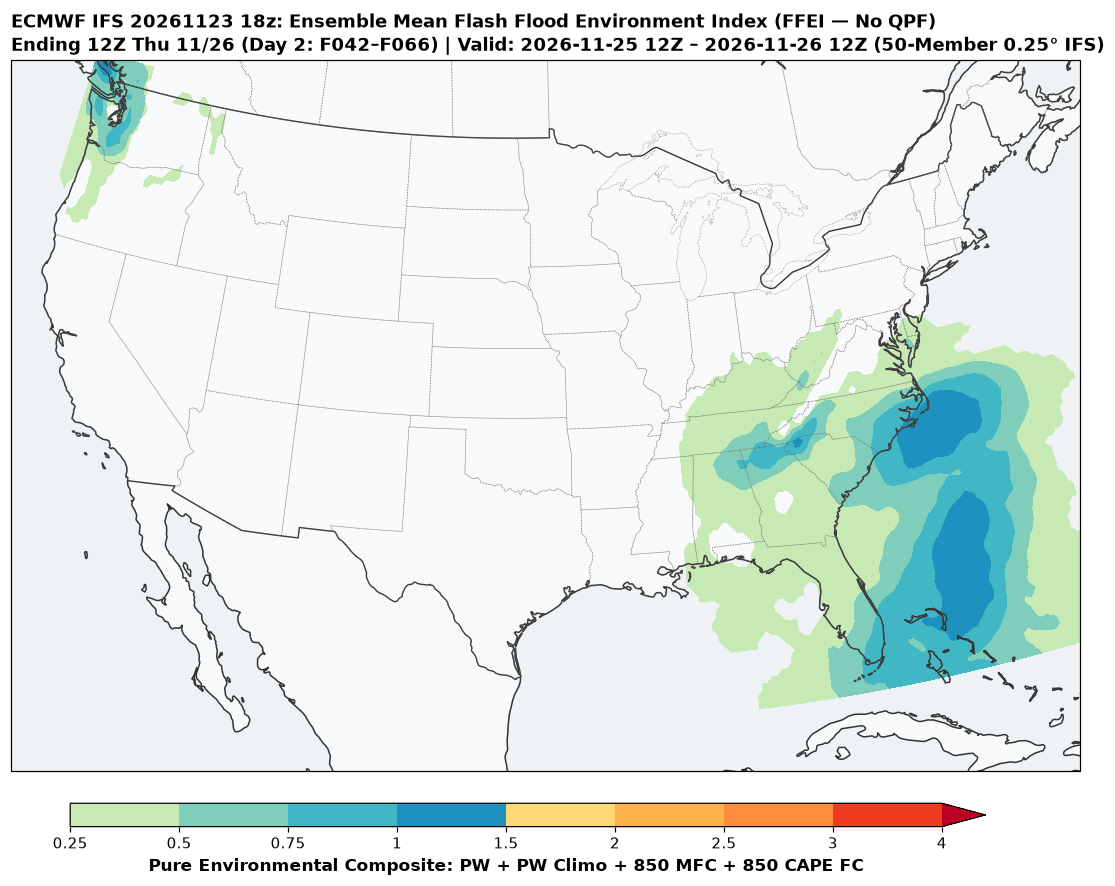 ECMWF IFS 20261123 18z: Ensemble Mean Flash Flood Environment Index (FFEI — No QPF)
Ending 12Z Thu 11/26 (Day 2: F042–F066) | Valid: 2026-11-25 12Z – 2026-11-26 12Z (50-Member 0.25° IFS)
0.25 0.5 0.75 1 1.5 2 2.5 3 4
Pure Environmental Composite: PW + PW Climo + 850 MFC + 850 CAPE FC